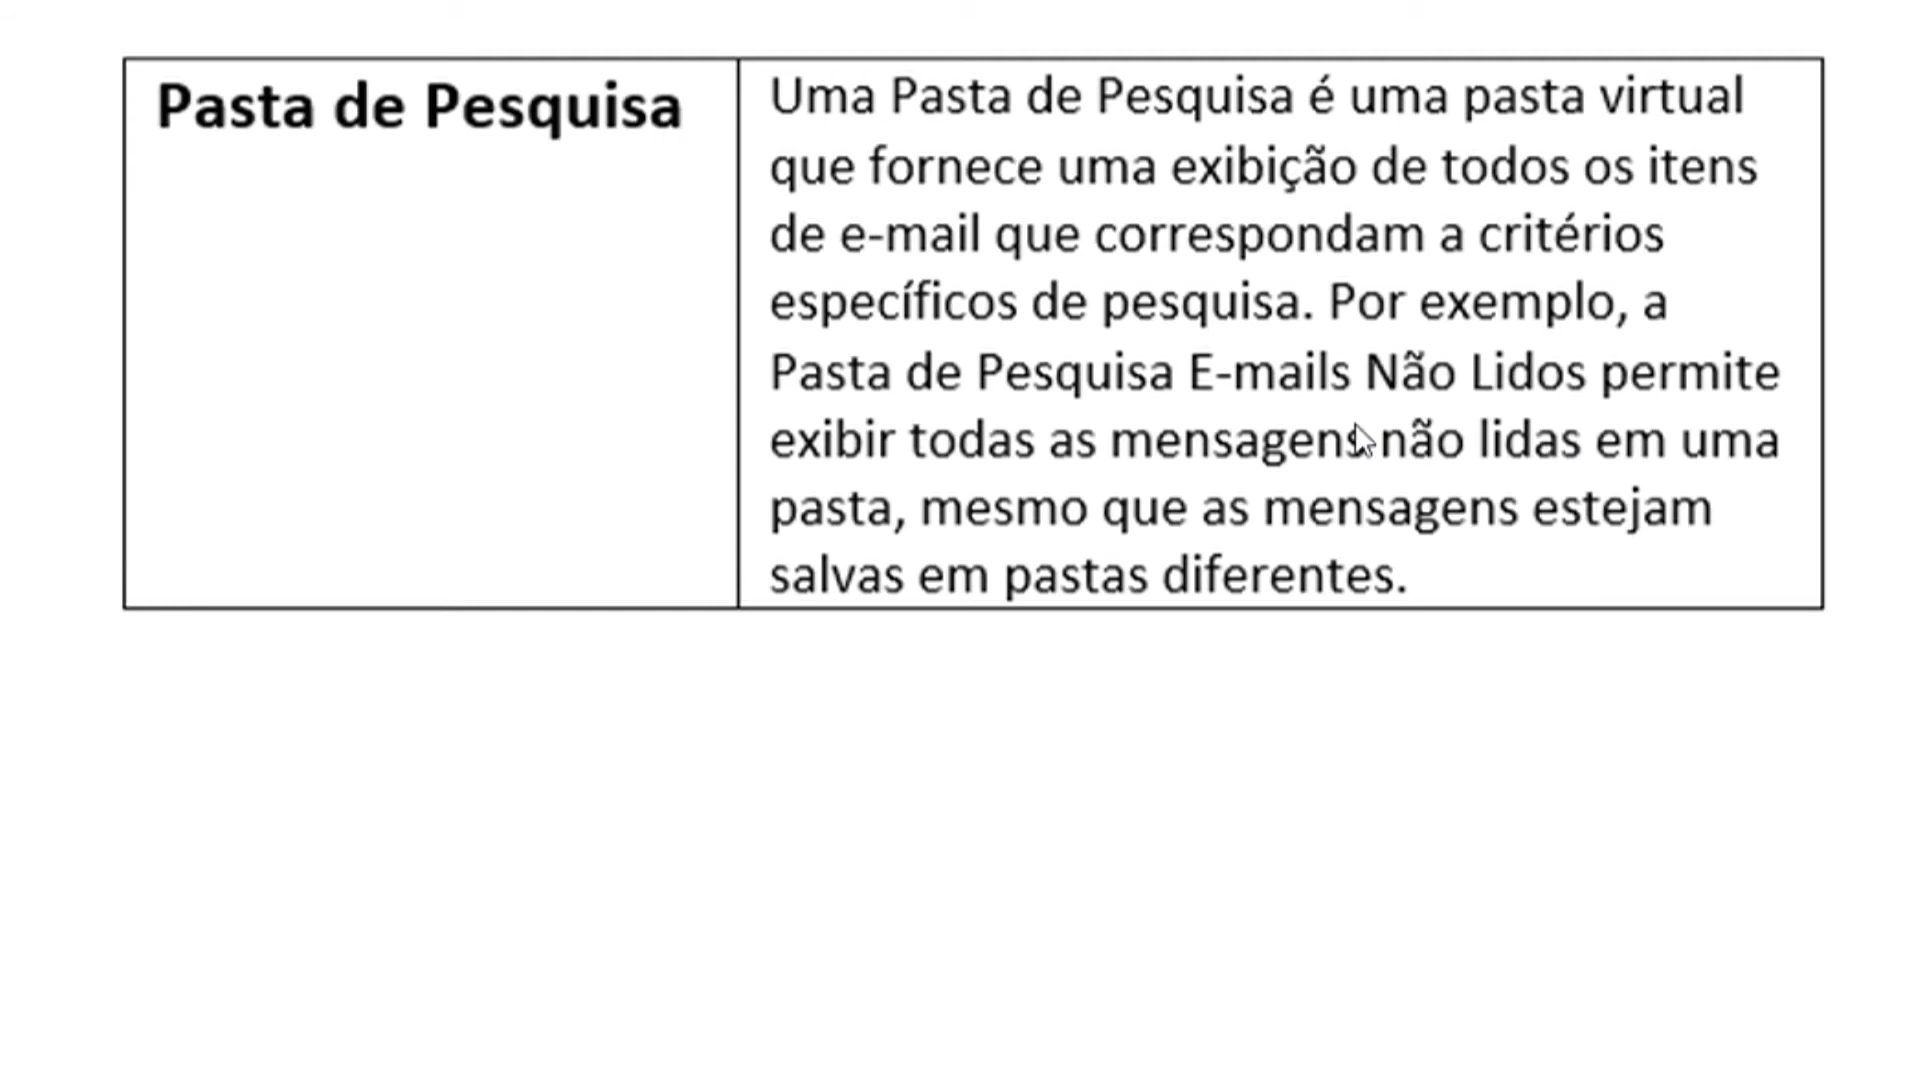 Pasta de Pesquisa
Uma Pasta de Pesquisa é uma pasta virtual
que fornece uma exibição de todos os itens
de e-mail que correspondam a critérios
específicos de pesquisa. Por exemplo, a
Pasta de Pesquisa E-mails Não Lidos permite
exibir todas as mensagens não lidas em uma
pasta, mesmo que as mensagens estejam
salvas em pastas diferentes.